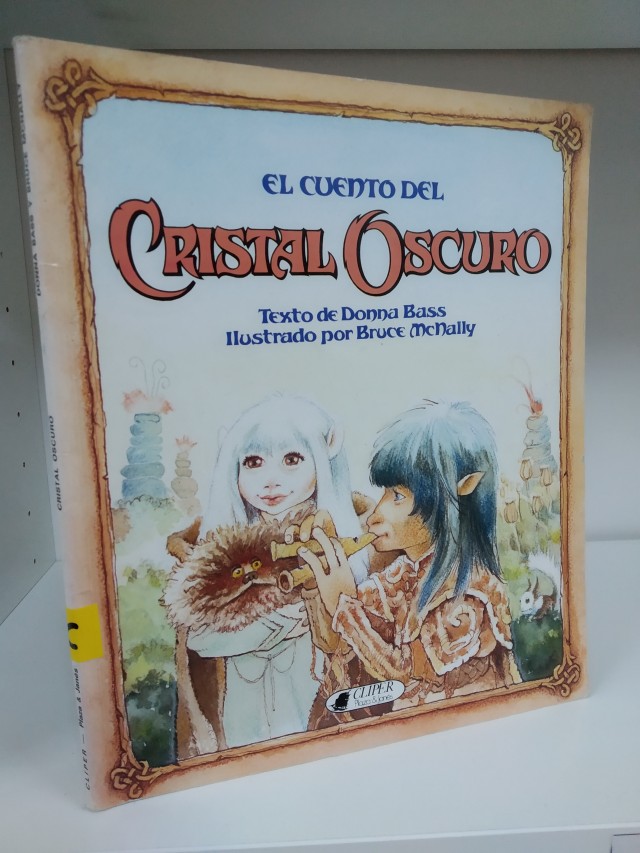 EL CUENTO DEL
CRISTAL OSCURO
Texto de Donna Bass
Ilustrado por Bruce McNally
CLIPER
Plaza & Janés
DONNA BASS Y BRUCE McNALLY
CRISTAL OSCURO
CLIPER — Plaza & Janés